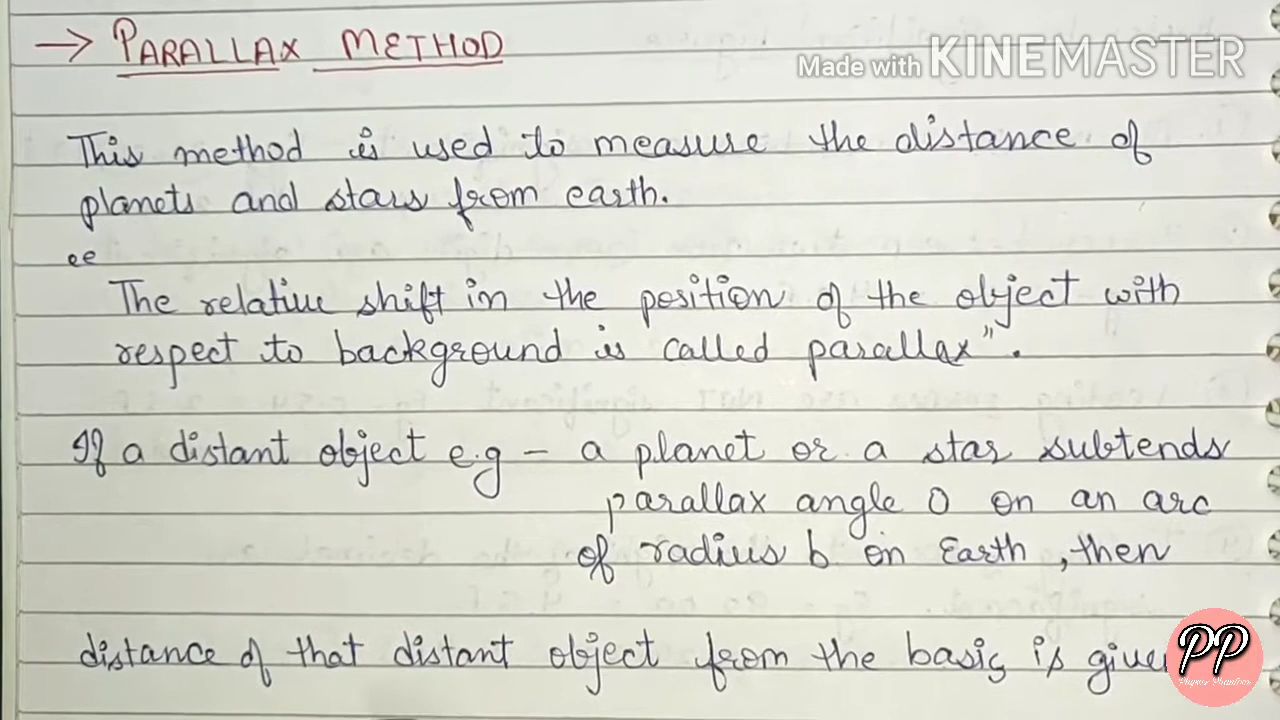 → PARALLAX METHOD
Made with KINEMASTER
This method is used to measure the distance of
planets and stars from earth.
"
The relative shift in the position of the object with
respect to background is called parallax".
If a distant object e.g - a planet or a star subtends
parallax angle O on an arc
of radius b on Earth, then
distance of that distant object from the basis is given
PP